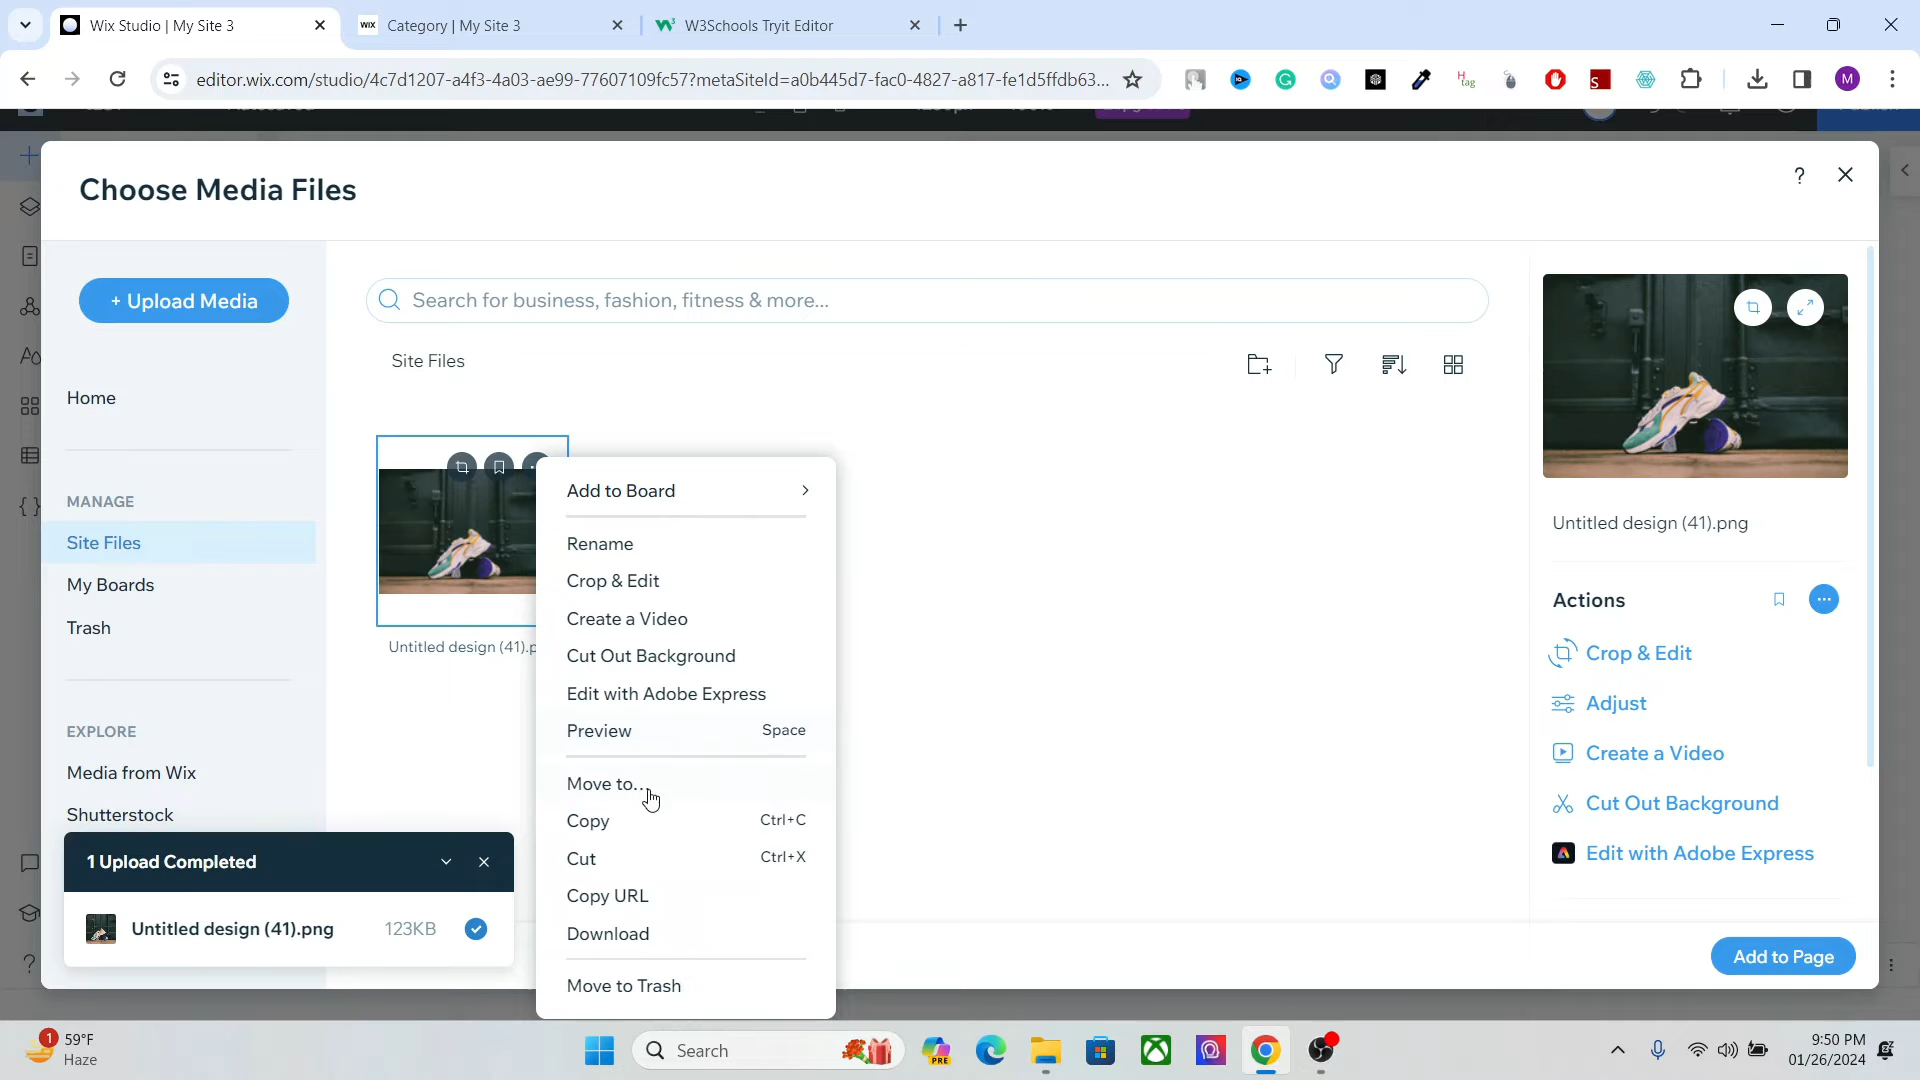 Wix Studio | My Site 3
WIX Category | My Site 3
W3Schools Tryit Editor
editor.wix.com/studio/4c7d1207-a4f3-4a03-ae99-77607109fc57?metaSiteId=a0b445d7-fac0-4827-a817-fe1d5ffdb63...
M
Choose Media Files
?
+ Upload Media
Search for business, fashion, fitness & more...
Site Files
Home
MANAGE
Site Files
My Boards
Trash
EXPLORE
Media from Wix
Shutterstock
Untitled design (41).p
Add to Board
Rename
Crop & Edit
Create a Video
Cut Out Background
Edit with Adobe Express
Preview Space
Move to...
Copy Ctrl+C
Cut Ctrl+X
Copy URL
Download
Move to Trash
Untitled design (41).png
Actions
Crop & Edit
Adjust
Create a Video
Cut Out Background
Edit with Adobe Express
Add to Page
1 Upload Completed
Untitled design (41).png 123KB
1
59°F
Haze
Search
PRE
9:50 PM
01/26/2024